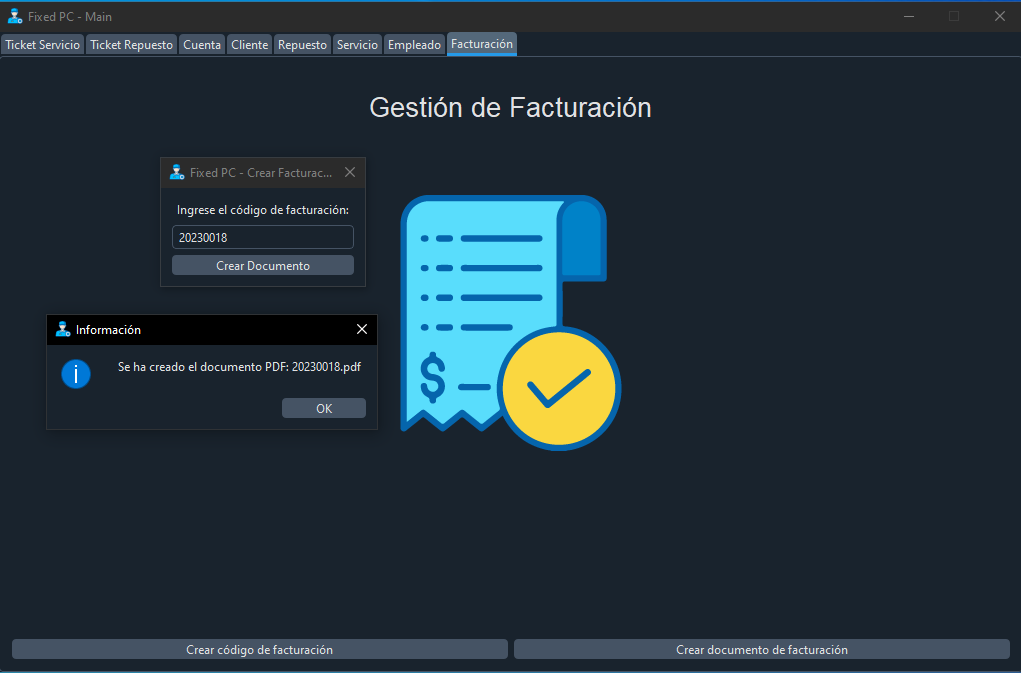 Fixed PC - Main
Ticket Servicio
Ticket Repuesto
Cuenta
Cliente
Repuesto
Servicio
Empleado
Facturación
Gestión de Facturación
Fixed PC - Crear Facturac...
Ingrese el código de facturación:
20230018
Crear Documento
Información
Se ha creado el documento PDF: 20230018.pdf
OK
$
Crear código de facturación
Crear documento de facturación